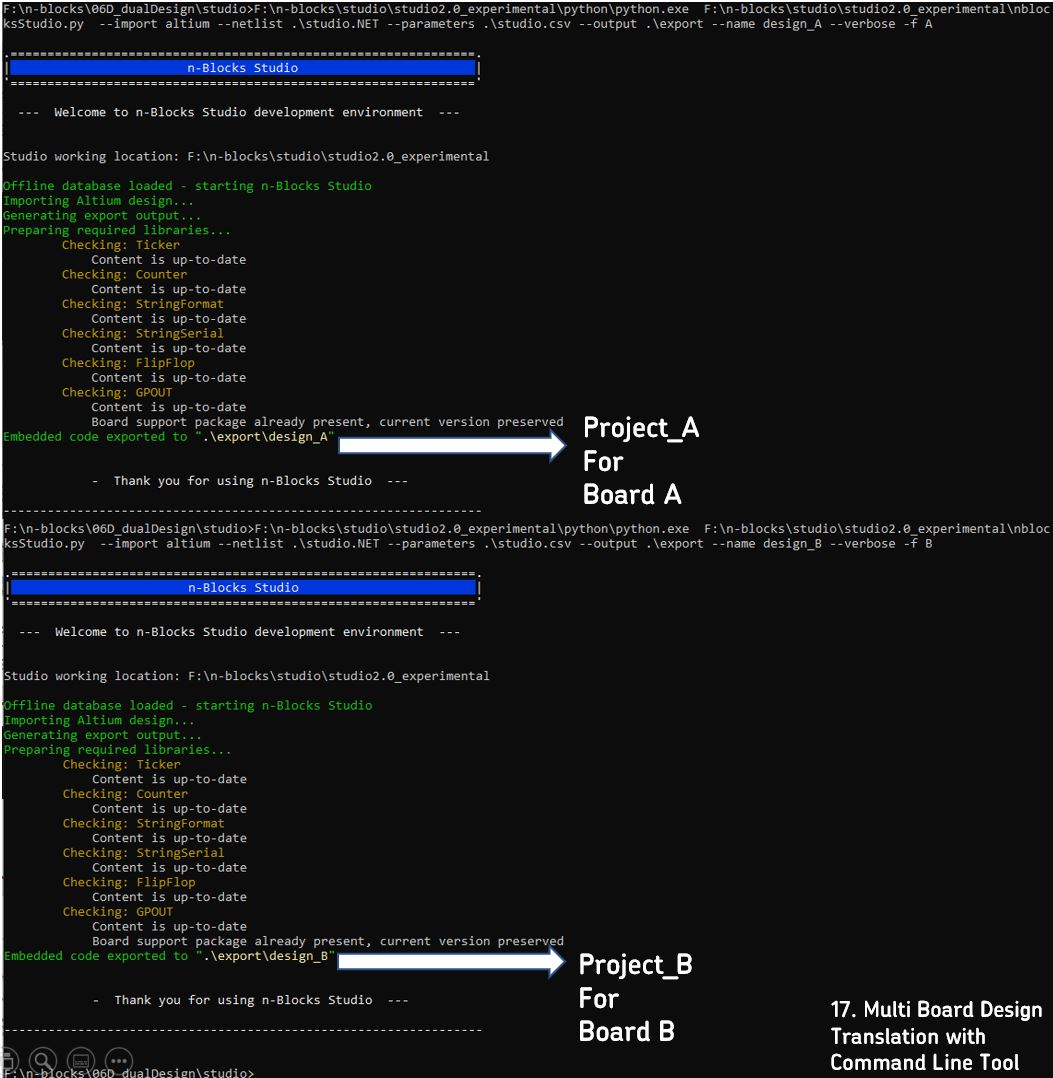 F:\n-blocks\06D_dualDesign\studio>F:\n-blocks\studio\studio2.0_experimental\python\python.exe  F:\n-blocks\studio\studio2.0_experimental\nbloc
ksStudio.py  --import altium --netlist .\studio.NET --parameters .\studio.csv --output .\export --name design_A --verbose -f A
.===============================================================.
|                        n-Blocks Studio                        |
'==============================================================='
---  Welcome to n-Blocks Studio development environment  ---
Studio working location: F:\n-blocks\studio\studio2.0_experimental
Offline database loaded - starting n-Blocks Studio
Importing Altium design...
Generating export output...
Preparing required libraries...
Checking: Ticker
Content is up-to-date
Checking: Counter
Content is up-to-date
Checking: StringFormat
Content is up-to-date
Checking: StringSerial
Content is up-to-date
Checking: FlipFlop
Content is up-to-date
Checking: GPOUT
Content is up-to-date
Board support package already present, current version preserved
Embedded code exported to ".\export\design_A"
Project_A
For
Board A
-  Thank you for using n-Blocks Studio  ---
-----------------------------------------------------------------
F:\n-blocks\06D_dualDesign\studio>F:\n-blocks\studio\studio2.0_experimental\python\python.exe  F:\n-blocks\studio\studio2.0_experimental\nbloc
ksStudio.py  --import altium --netlist .\studio.NET --parameters .\studio.csv --output .\export --name design_B --verbose -f B
.===============================================================.
|                        n-Blocks Studio                        |
'==============================================================='
---  Welcome to n-Blocks Studio development environment  ---
Studio working location: F:\n-blocks\studio\studio2.0_experimental
Offline database loaded - starting n-Blocks Studio
Importing Altium design...
Generating export output...
Preparing required libraries...
Checking: Ticker
Content is up-to-date
Checking: Counter
Content is up-to-date
Checking: StringFormat
Content is up-to-date
Checking: StringSerial
Content is up-to-date
Checking: FlipFlop
Content is up-to-date
Checking: GPOUT
Content is up-to-date
Board support package already present, current version preserved
Embedded code exported to ".\export\design_B"
Project_B
For
Board B
-  Thank you for using n-Blocks Studio  ---
-----------------------------------------------------------------
17. Multi Board Design
Translation with
Command Line Tool
F:\n-blocks\06D_dualDesign\studio>